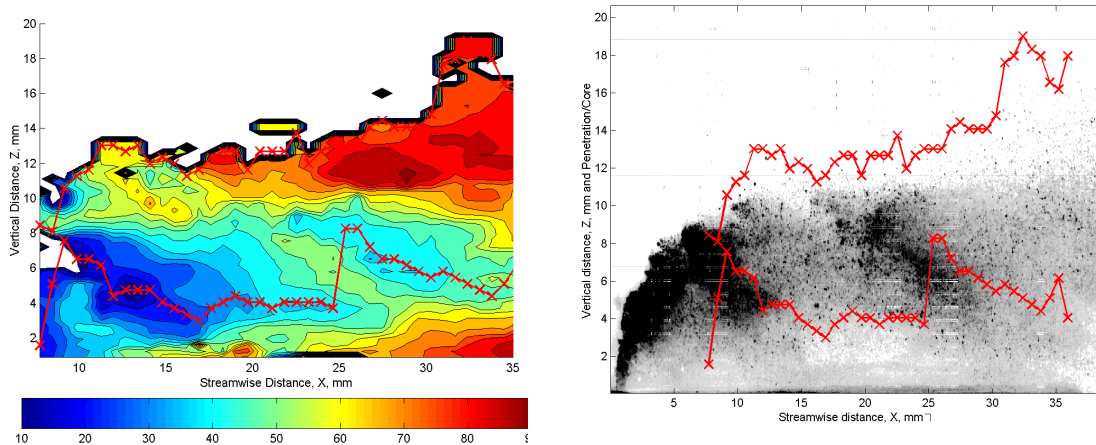 20
18
16
14
12
10
8
6
4
2
Vertical Distance, Z, mm
10 15 20 25 30 35
Streamwise Distance, X, mm
10 20 30 40 50 60 70 80 9
20
18
16
14
12
10
8
6
4
2
Vertical distance, Z, mm and Penetration/Core
5 10 15 20 25 30 35
Streamwise distance, X, mm